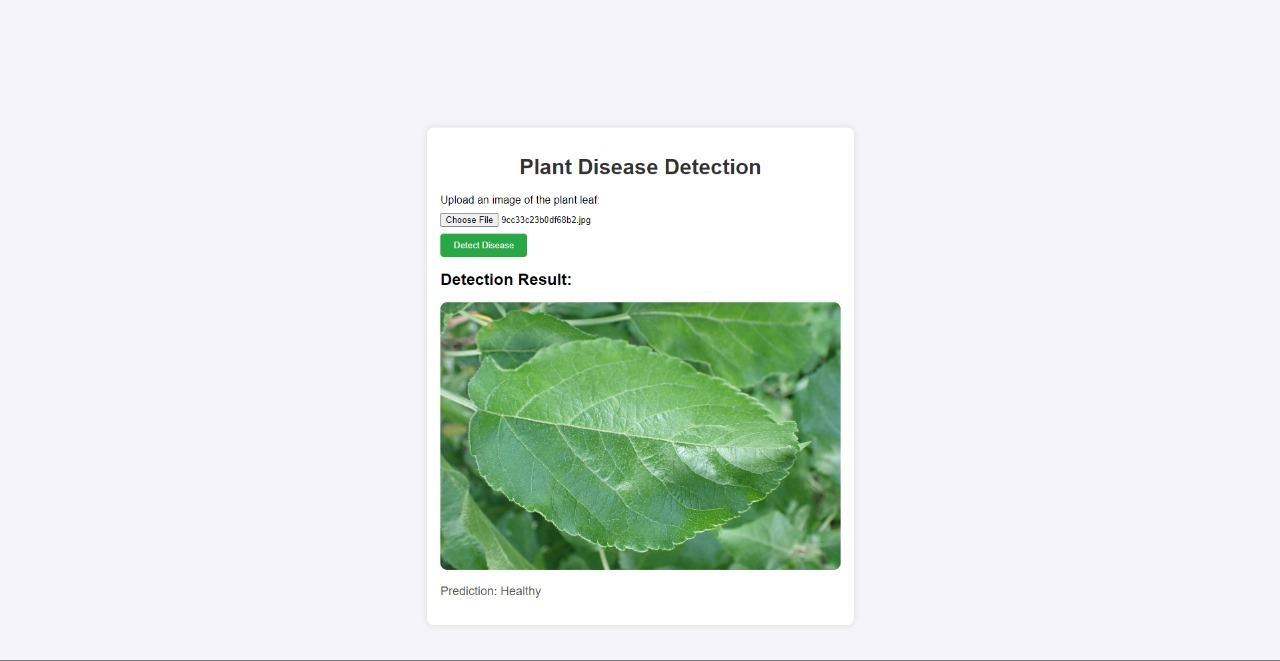 Plant Disease Detection
Upload an image of the plant leaf:
Choose File 9cc33c23b0df68b2.jpg
Detect Disease
Detection Result:
Prediction: Healthy